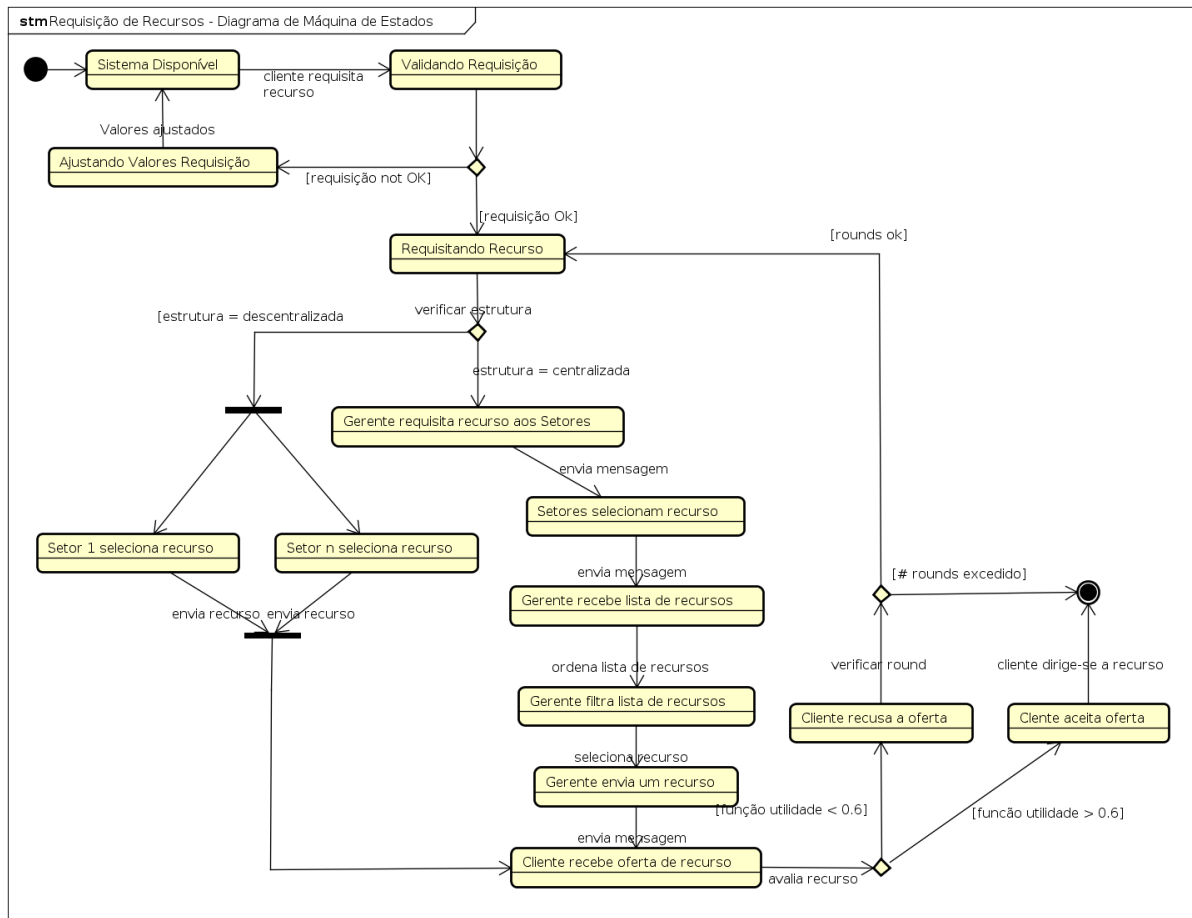 stm Requisição de Recursos - Diagrama de Máquina de Estados
Sistema Disponível
cliente requisita
recurso
Validando Requisição
Valores ajustados
Ajustando Valores Requisição
[requisição not OK]
[requisição Ok]
[rounds ok]
Requisitando Recurso
verificar estrutura
[estrutura = descentralizada
estrutura = centralizada
Gerente requisita recurso aos Setores
envia mensagem
Setores selecionam recurso
Setor 1 seleciona recurso
Setor n seleciona recurso
envia mensagem
[# rounds excedido]
Gerente recebe lista de recursos
envia recurso
envia recurso
ordena lista de recursos
verificar round
cliente dirige-se a recurso
Gerente filtra lista de recursos
Cliente recusa a oferta
Clente aceita oferta
seleciona recurso
Gerente envia um recurso
[função utilidade < 0.6]
[funcão utilidade > 0.6]
envia mensagem
Cliente recebe oferta de recurso
avalia recurso